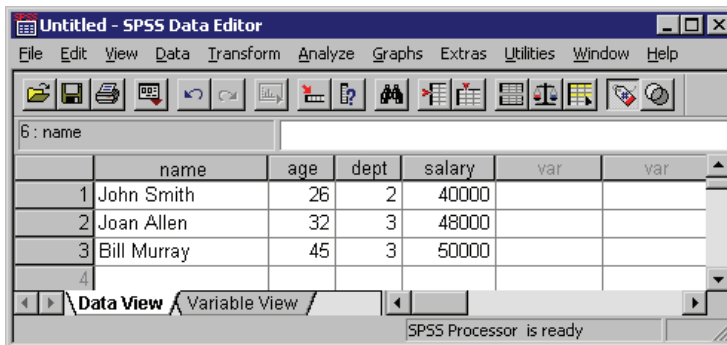 Untitled - SPSS Data Editor
File Edit View Data Transform Analyze Graphs Extras Utilities Window Help
6 : name
name age dept salary var var
1 John Smith 26 2 40000
2 Joan Allen 32 3 48000
3 Bill Murray 45 3 50000
4
Data View Variable View
SPSS Processor is ready